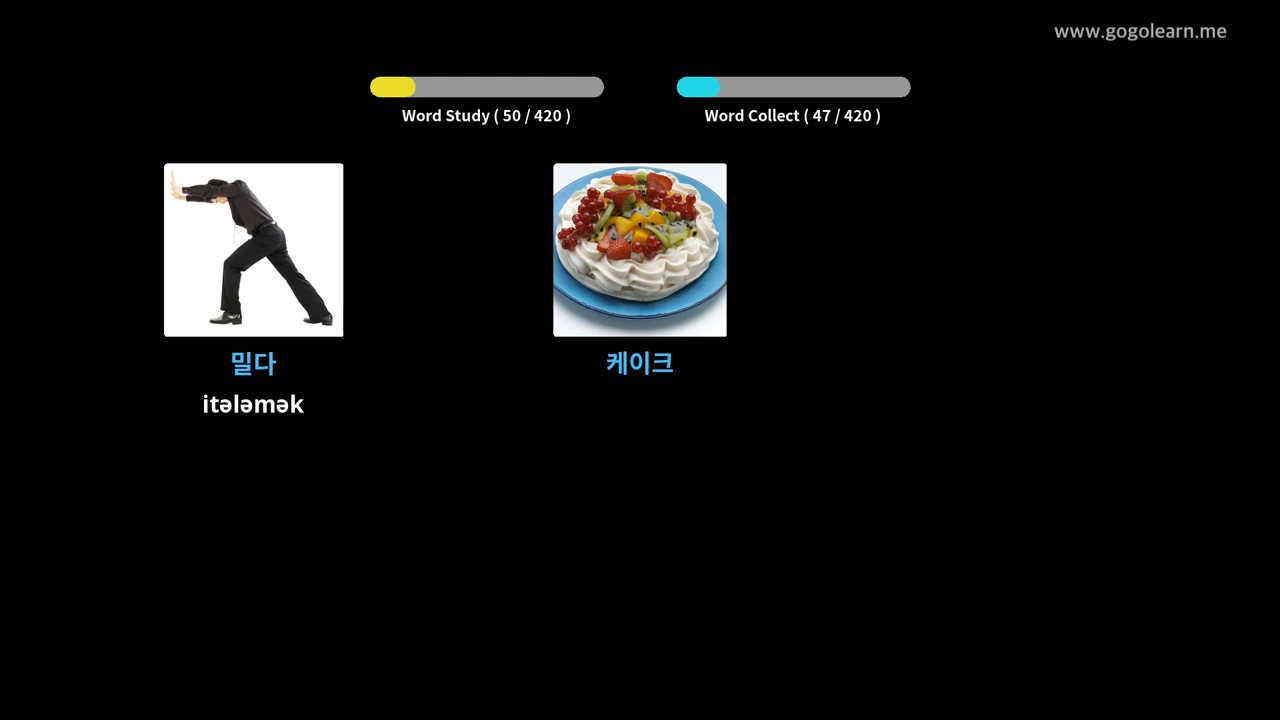 www.gogolearn.me
Word Study ( 50 / 420 )
Word Collect ( 47 / 420 )
밀다
케이크
itələmək